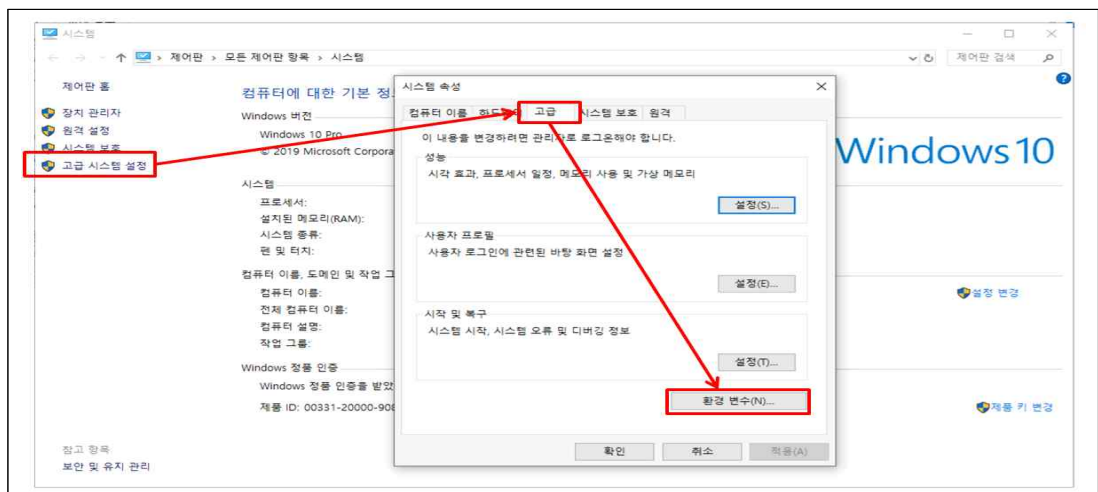 시스템
제어판 > 모든 제어판 항목 > 시스템
제어판 검색
제어판 홈
장치 관리자
원격 설정
시스템 보호
고급 시스템 설정
참고 항목
보안 및 유지 관리
컴퓨터에 대한 기본 정
Windows 버전
Windows 10 Pro
© 2019 Microsoft Corpora
시스템
프로세서:
설치된 메모리(RAM):
시스템 종류:
펜 및 터치:
컴퓨터 이름, 도메인 및 작업 그
컴퓨터 이름:
전체 컴퓨터 이름:
컴퓨터 설명:
작업 그룹:
Windows 정품 인증
Windows 정품 인증을 받았
제품 ID: 00331-20000-908
시스템 속성
컴퓨터 이름 고급 시스템 보호 원격
이 내용을 변경하려면 관리자로 로그온해야 합니다.
성능
시각 효과, 프로세서 일정, 메모리 사용 및 가상 메모리
설정(S)...
사용자 프로필
사용자 로그인에 관련된 바탕 화면 설정
설정(E)...
시작 및 복구
시스템 시작, 시스템 오류 및 디버깅 정보
설정(T)...
환경 변수(N)...
확인 취소 적용(A)
Windows 10
설정 변경
제품 키 변경